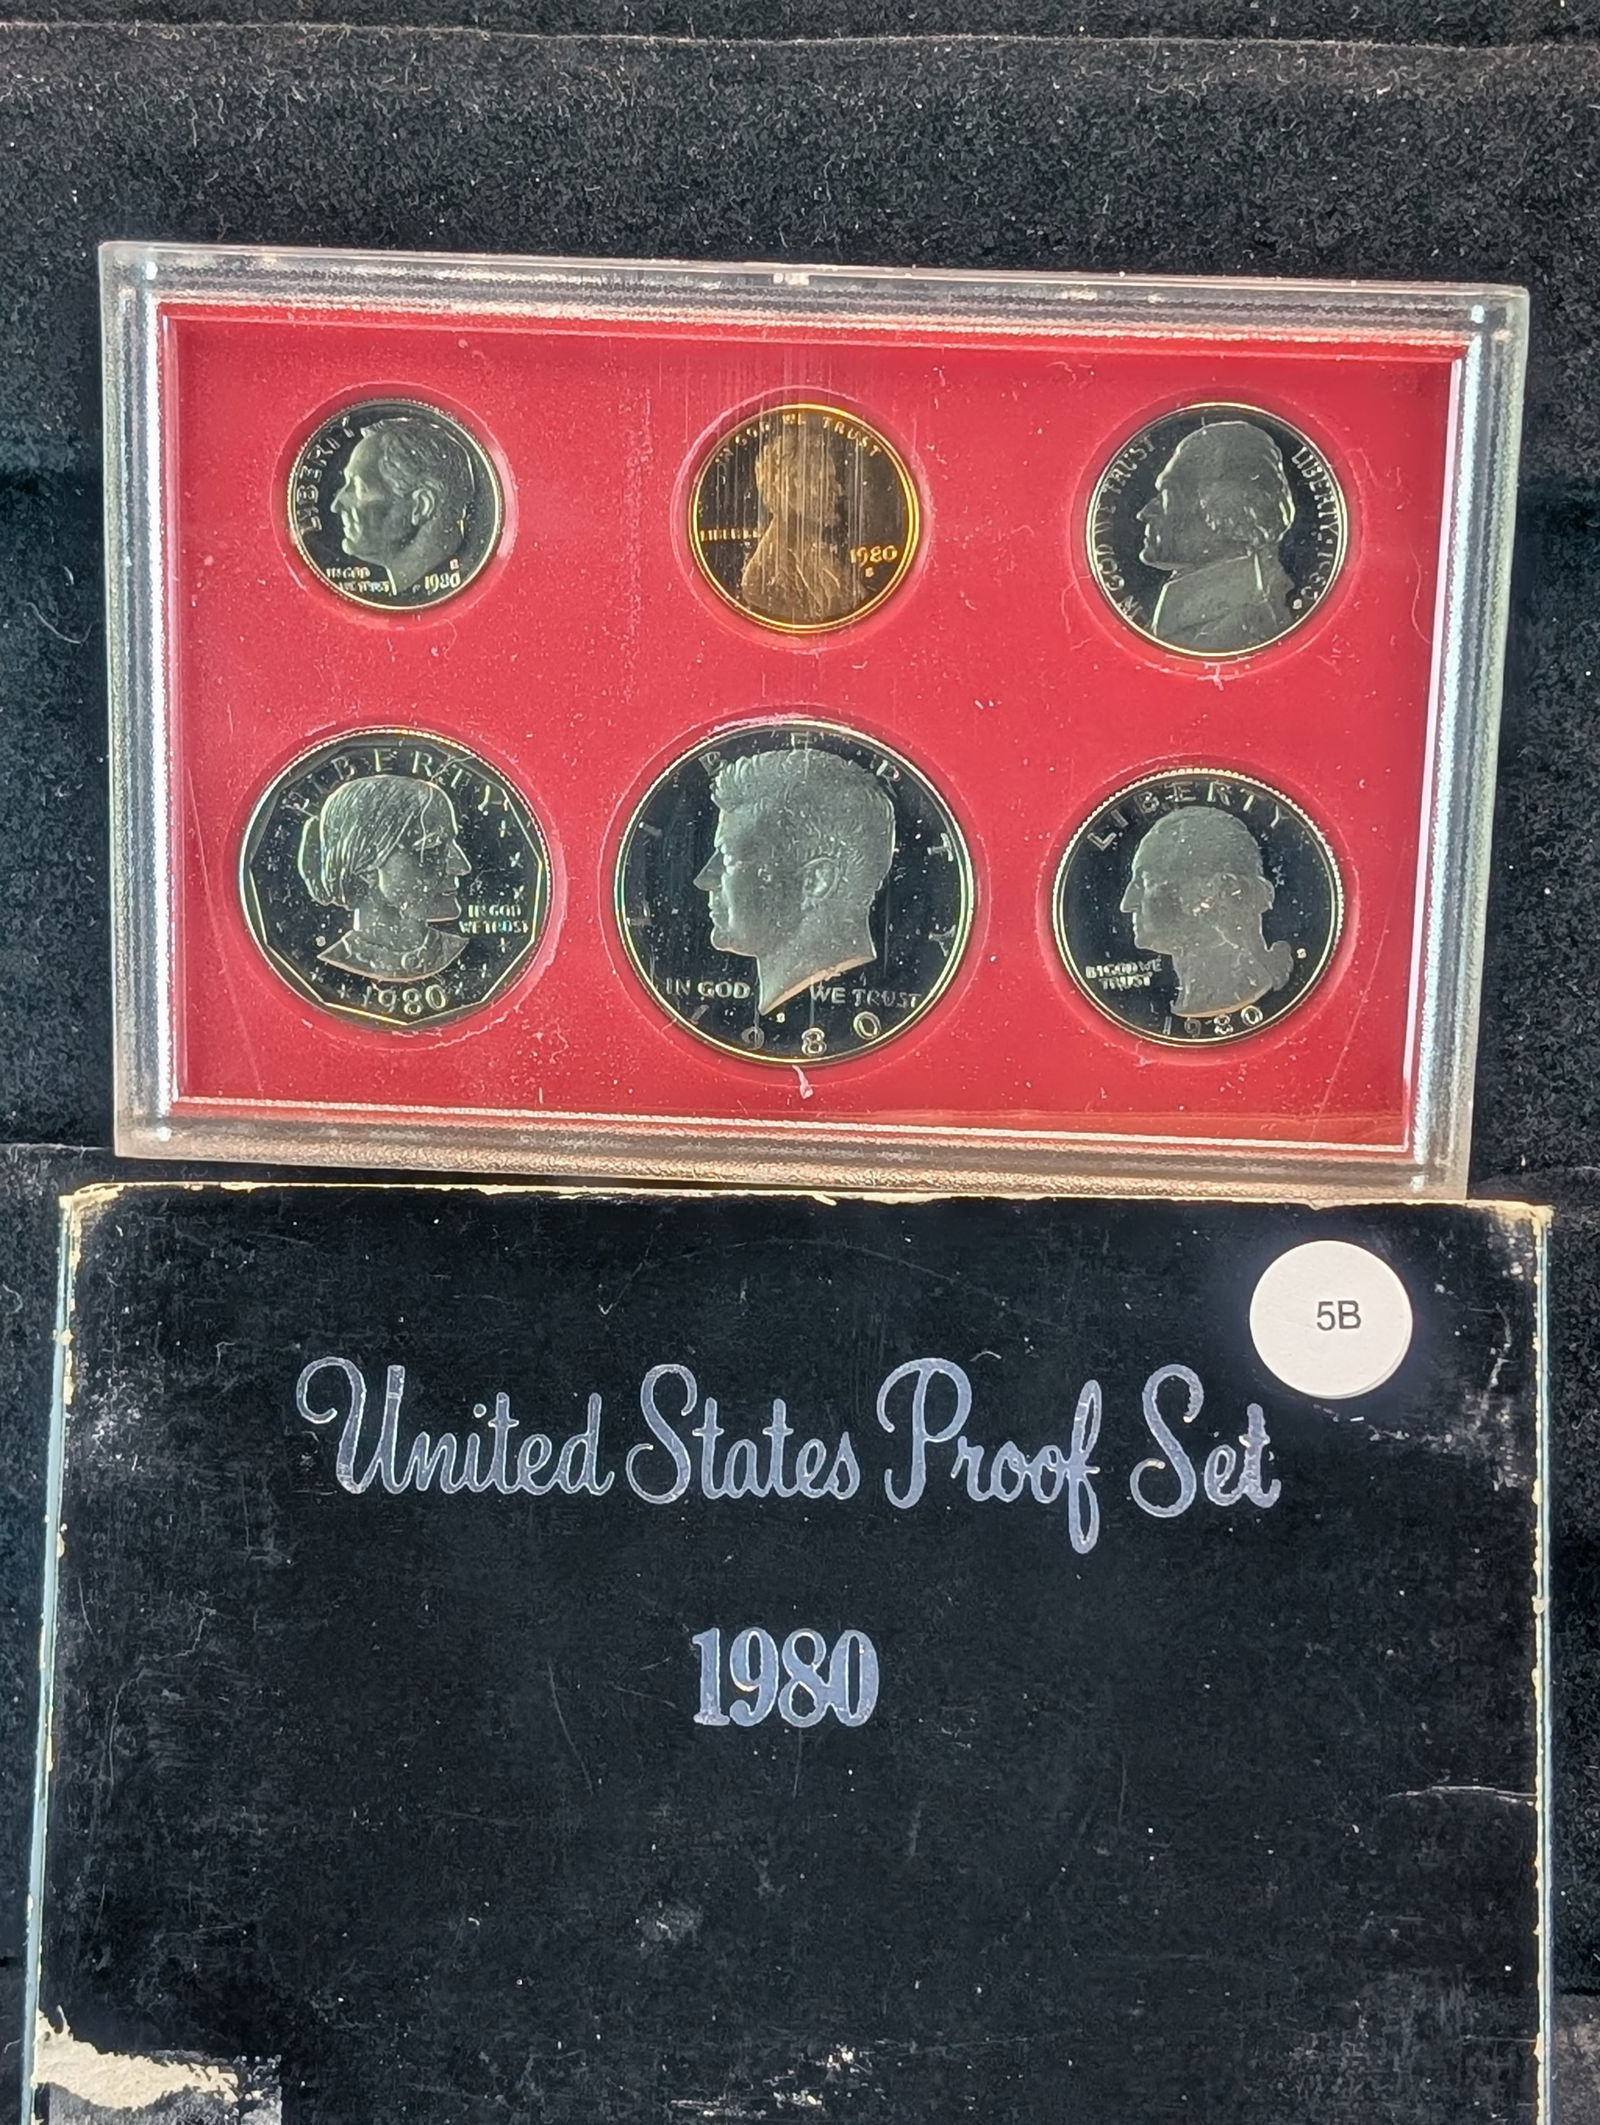 LIBERTY
IN GOD
WE TRUST
1980
IN GOD WE TRUST
LIBERTY
1980
S
IN GOD WE TRUST
LIBERTY 1980
S
LIBERTY
IN GOD
WE TRUST
S
1980
LIBERTY
IN GOD WE TRUST
S
1980
LIBERTY
IN GOD WE
TRUST
S
1980
5B
United States Proof Set
1980